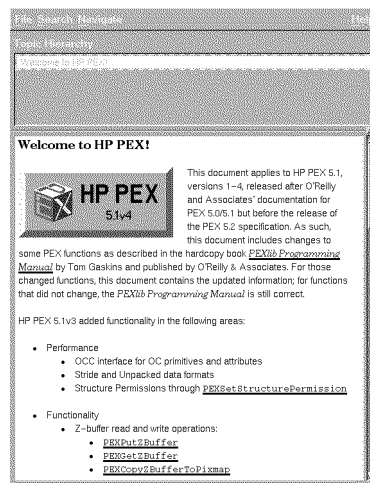 File Search Navigate Hel
Topic Hierarchy
Welcome to HP PEX!
Welcome to HP PEX!
HP PEX
5.1v4
This document applies to HP PEX 5.1,
versions 1–4, released after O'Reilly
and Associates' documentation for
PEX 5.0/5.1 but before the release of
the PEX 5.2 specification. As such,
this document includes changes to
some PEX functions as described in the hardcopy book PEXlib Programming
Manual by Tom Gaskins and published by O'Reilly & Associates. For those
changed functions, this document contains the updated information; for functions
that did not change, the PEXlib Programming Manual is still correct.
HP PEX 5.1v3 added functionality in the following areas:
• Performance
• OCC interface for OC primitives and attributes
• Stride and Unpacked data formats
• Structure Permissions through PEXSetStructurePermission
• Functionality
• Z–buffer read and write operations:
• PEXPutZBuffer
• PEXGetZBuffer
• PEXCopyZBufferToPixmap